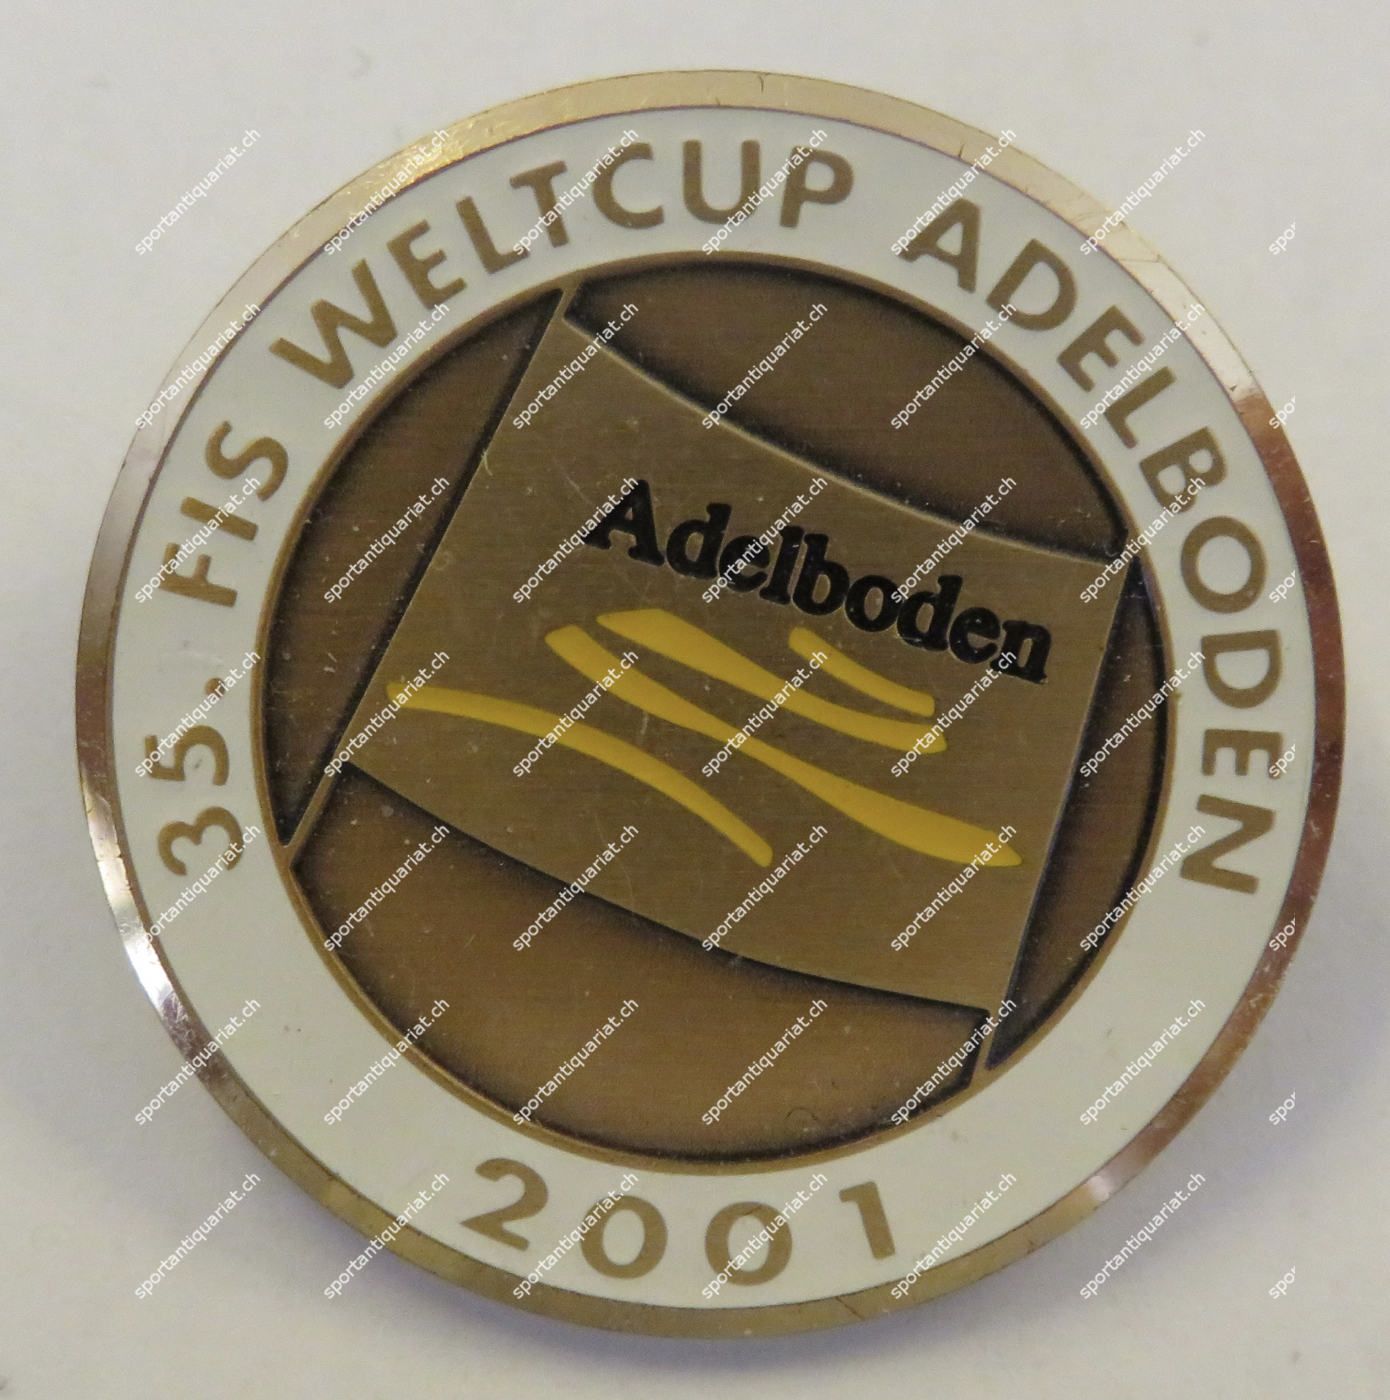 35. FIS WELTCUP ADELBODEN
Adelboden
2001
sportantiquariat.ch